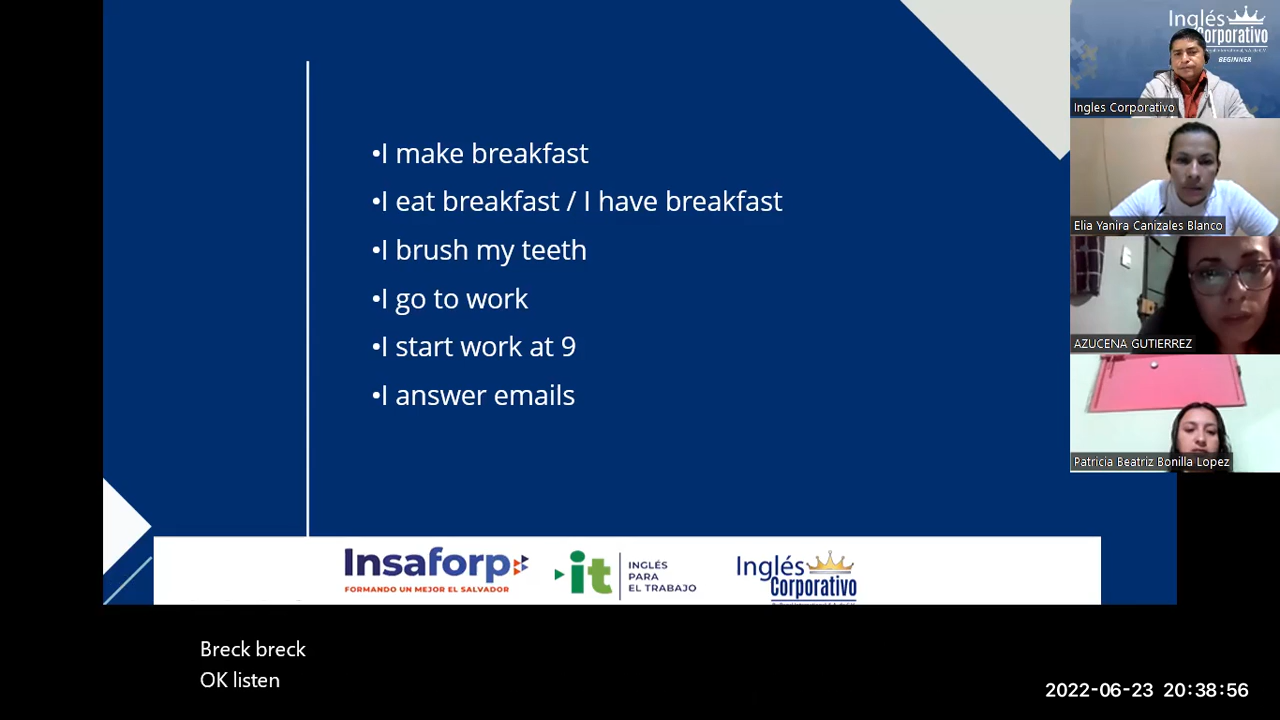 •I make breakfast
•I eat breakfast / I have breakfast
•I brush my teeth
•I go to work
•I start work at 9
•I answer emails
Insaforp
FORMANDO UN MEJOR EL SALVADOR
it
INGLÉS
PARA
EL TRABAJO
Inglés
Corporativo
Inglés
Corporativo
BEGINNER
Ingles Corporativo
Elia Yanira Canizales Blanco
AZUCENA GUTIERREZ
Patricia Beatriz Bonilla Lopez
Breck breck
OK listen
2022-06-23 20:38:56